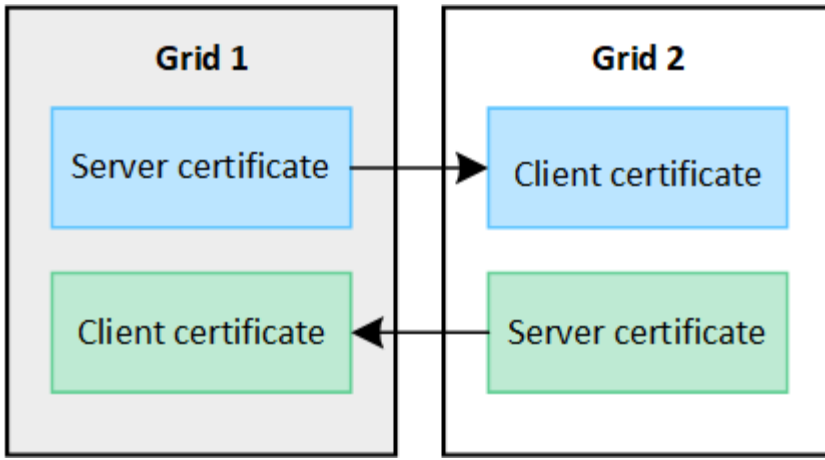 Grid 1
Server certificate
Client certificate
Grid 2
Client certificate
Server certificate